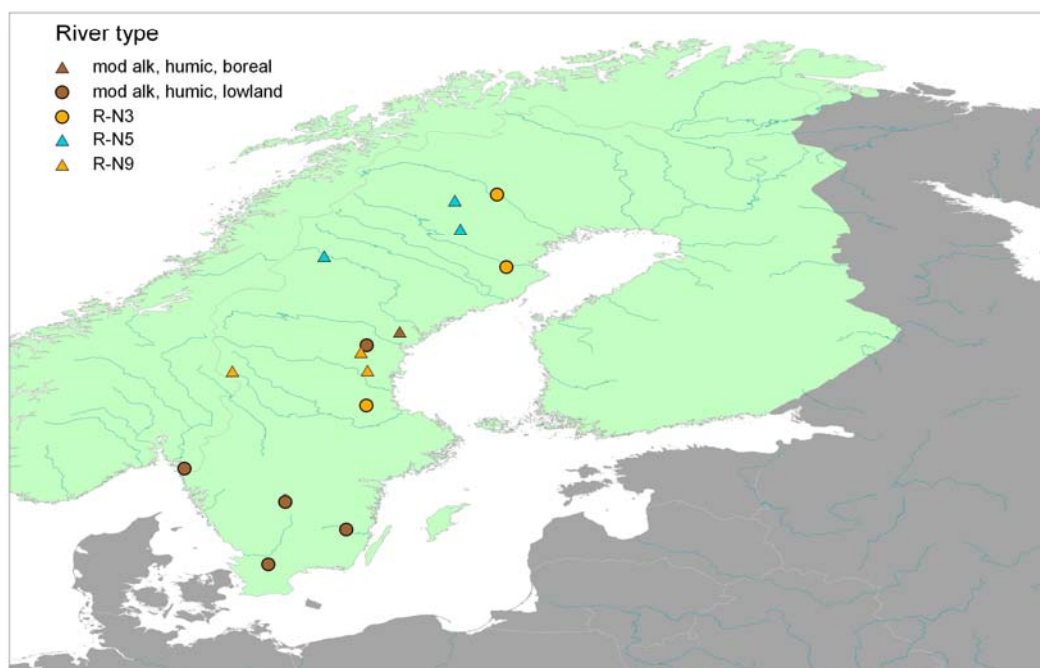 River type
mod alk, humic, boreal
mod alk, humic, lowland
R-N3
R-N5
R-N9